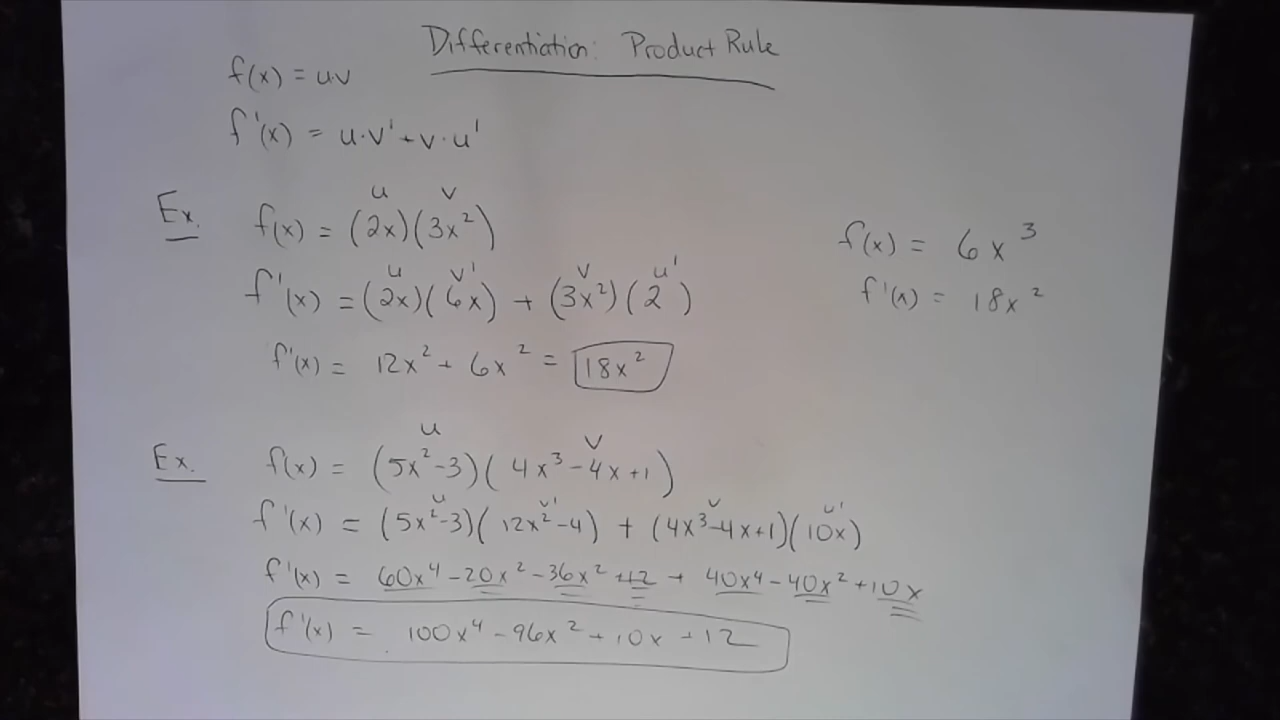 Differentiation: Product Rule
f(x) = uv
f'(x) = u·v' + v·u'
u v
Ex. f(x) = (2x)(3x²)
u v' v u'
f'(x) = (2x)(6x) + (3x²)(2)
f'(x) = 12x² + 6x² = 18x²
f(x) = 6x³
f'(x) = 18x²
u v
Ex. f(x) = (5x²-3)(4x³-4x+1)
u v' v u'
f'(x) = (5x²-3)(12x²-4) + (4x³-4x+1)(10x)
f'(x) = 60x⁴ - 20x² - 36x² + 12 + 40x⁴ - 40x² + 10x
f'(x) = 100x⁴ - 96x² + 10x + 12